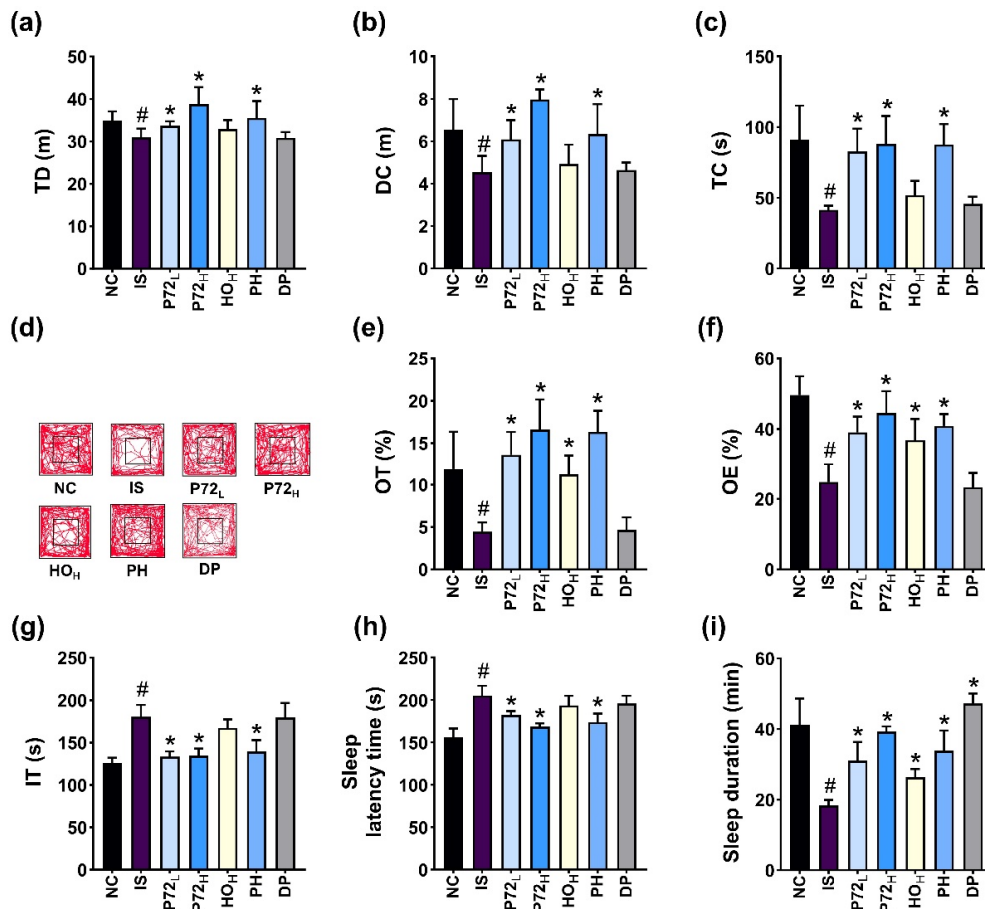 (a)
TD (m)
50
40
30
20
10
0
#
*
*
*
NC
IS
P72L
P72H
HOH
PH
DP
(b)
DC (m)
8
6
4
2
0
#
*
*
*
NC
IS
P72L
P72H
HOH
PH
DP
(c)
TC (s)
150
100
50
0
#
*
*
*
NC
IS
P72L
P72H
HOH
PH
DP
(d)
NC IS P72L P72H
HOH PH DP
(e)
OT (%)
25
20
15
10
5
0
#
*
*
*
*
NC
IS
P72L
P72H
HOH
PH
DP
(f)
OE (%)
60
40
20
0
#
*
*
*
*
NC
IS
P72L
P72H
HOH
PH
DP
(g)
IT (s)
250
200
150
100
50
0
#
*
*
*
NC
IS
P72L
P72H
HOH
PH
DP
(h)
Sleep
latency time (s)
250
200
150
100
50
0
#
*
*
*
NC
IS
P72L
P72H
HOH
PH
DP
(i)
Sleep duration (min)
60
40
20
0
#
*
*
*
*
*
NC
IS
P72L
P72H
HOH
PH
DP